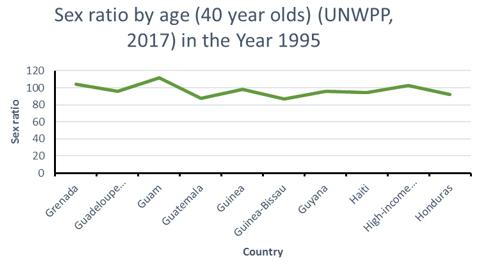 Sex ratio by age (40 year olds) (UNWPP,
2017) in the Year 1995
Sex ratio
120
100
80
60
40
20
0
Grenada
Guadeloupe...
Guam
Guatemala
Guinea
Guinea-Bissau
Guyana
Haiti
High-income...
Honduras
Country